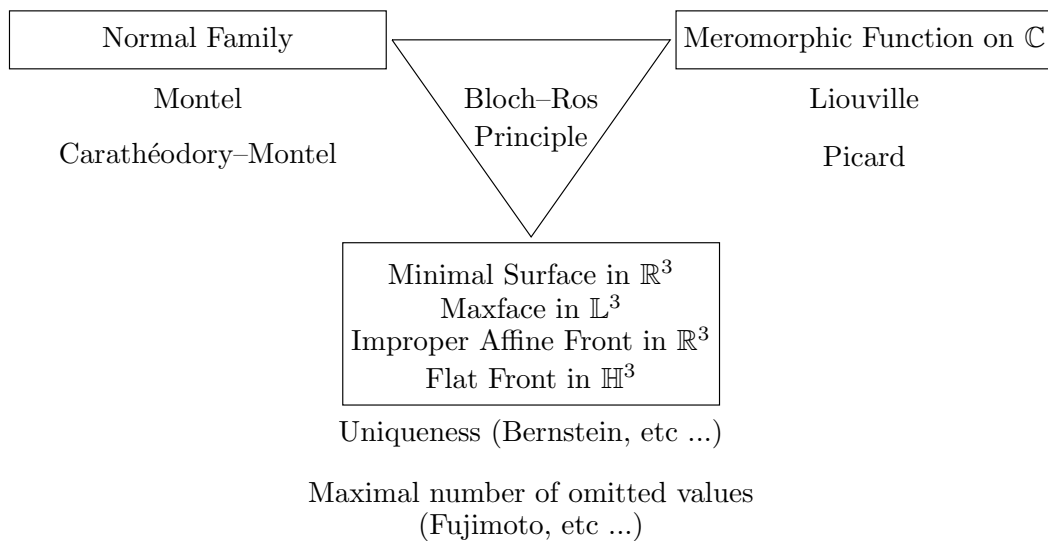 Normal Family
Meromorphic Function on ℂ
Montel
Carathéodory–Montel
Bloch–Ros
Principle
Liouville
Picard
Minimal Surface in ℝ³
Maxface in 𝕃³
Improper Affine Front in ℝ³
Flat Front in ℍ³
Uniqueness (Bernstein, etc ...)
Maximal number of omitted values
(Fujimoto, etc ...)